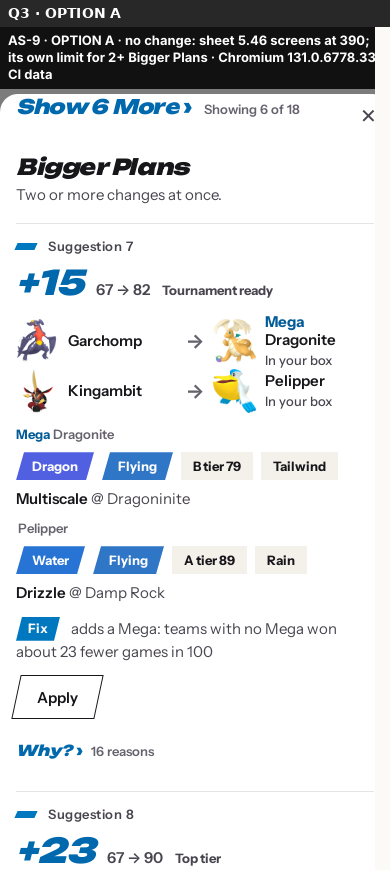 Q3 · OPTION A
AS-9 · OPTION A · no change: sheet 5.46 screens at 390;
its own limit for 2+ Bigger Plans · Chromium 131.0.6778.33
CI data
Show 6 More › Showing 6 of 18
×
Bigger Plans
Two or more changes at once.
Suggestion 7
+15 67 → 82 Tournament ready
Garchomp → Mega Dragonite
In your box
Kingambit → Pelipper
In your box
Mega Dragonite
Dragon Flying B tier 79 Tailwind
Multiscale @ Dragoninite
Pelipper
Water Flying A tier 89 Rain
Drizzle @ Damp Rock
Fix adds a Mega: teams with no Mega won
about 23 fewer games in 100
Apply
Why? › 16 reasons
Suggestion 8
+23 67 → 90 Top tier